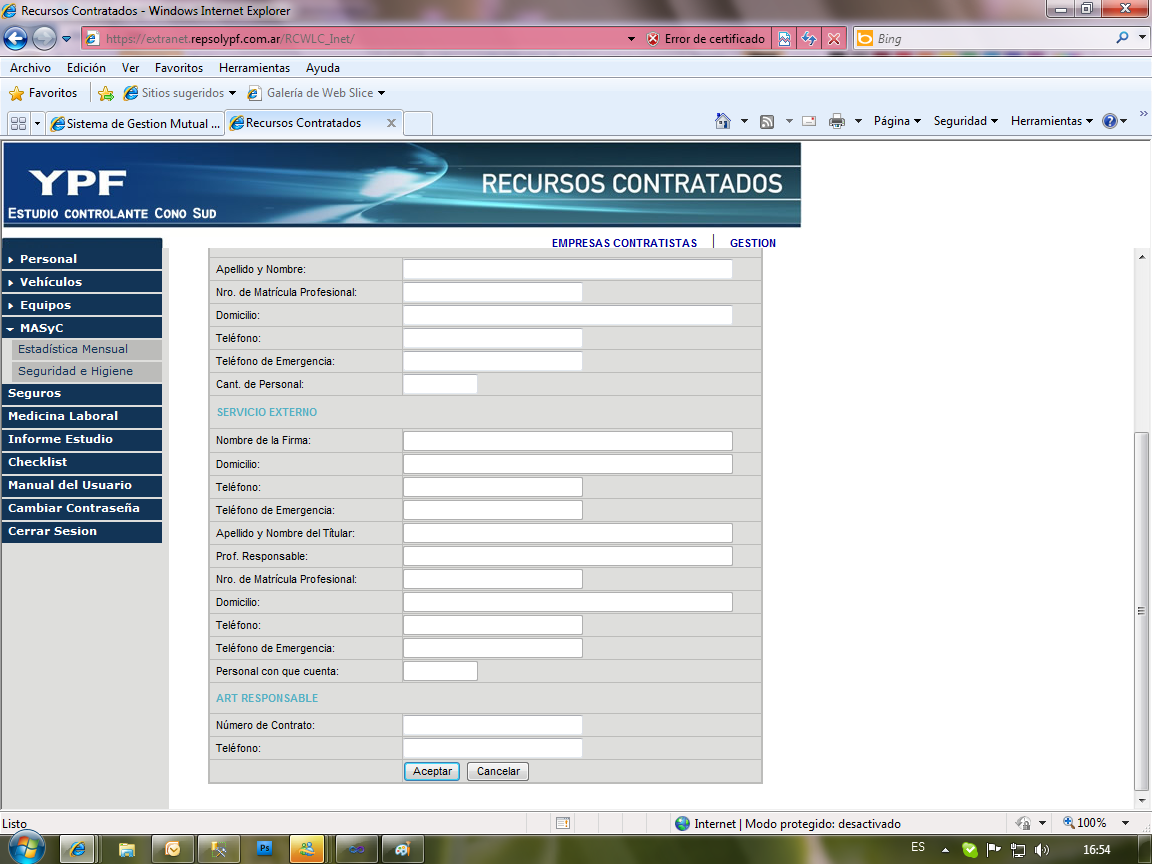 Recursos Contratados - Windows Internet Explorer
https://extranet.repsolypf.com.ar/RCWLC_Inet/
Error de certificado
Bing
Archivo Edición Ver Favoritos Herramientas Ayuda
Favoritos Sitios sugeridos Galería de Web Slice
Sistema de Gestion Mutual ... Recursos Contratados Página Seguridad Herramientas
YPF
ESTUDIO CONTROLANTE CONO SUD
RECURSOS CONTRATADOS
EMPRESAS CONTRATISTAS GESTION
Personal
Vehículos
Equipos
MASyC
Estadística Mensual
Seguridad e Higiene
Seguros
Medicina Laboral
Informe Estudio
Checklist
Manual del Usuario
Cambiar Contraseña
Cerrar Sesion
Apellido y Nombre:
Nro. de Matrícula Profesional:
Domicilio:
Teléfono:
Teléfono de Emergencia:
Cant. de Personal:
SERVICIO EXTERNO
Nombre de la Firma:
Domicilio:
Teléfono:
Teléfono de Emergencia:
Apellido y Nombre del Títular:
Prof. Responsable:
Nro. de Matrícula Profesional:
Domicilio:
Teléfono:
Teléfono de Emergencia:
Personal con que cuenta:
ART RESPONSABLE
Número de Contrato:
Teléfono:
Aceptar Cancelar
Listo
Internet | Modo protegido: desactivado
100%
Ps
ES
16:54